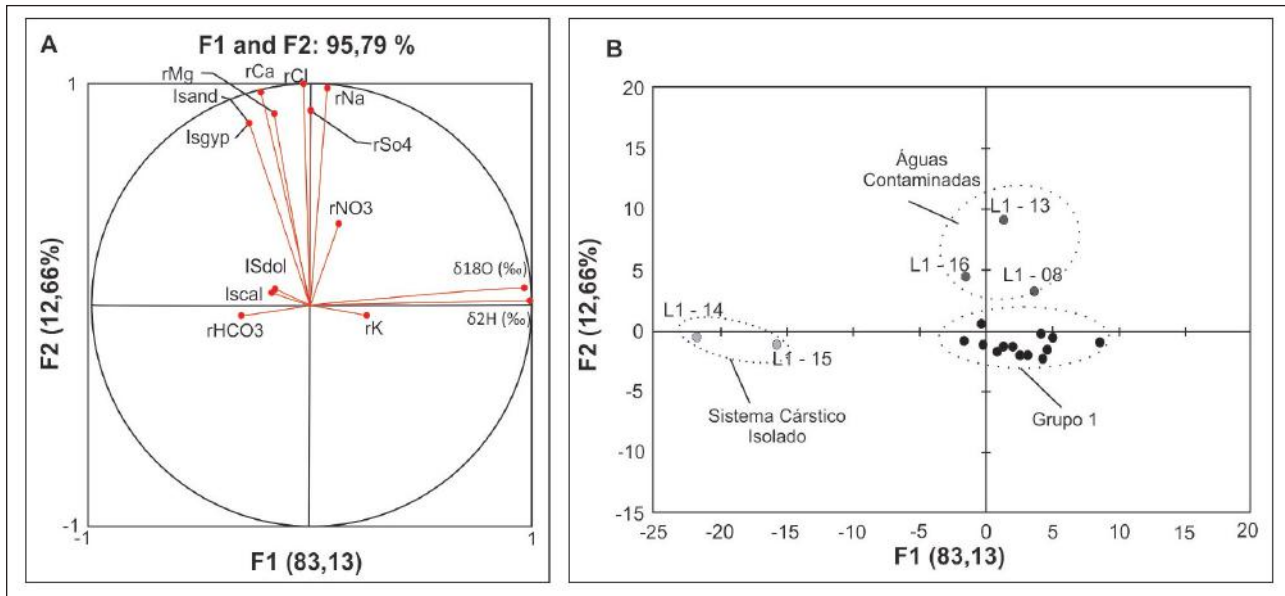 A
F1 and F2: 95,79 %
1
rMg
rCa
rCl
rNa
Isand
Isgyp
rSo4
rNO3
ISdol
Iscal
rHCO3
rK
δ18O (‰)
δ2H (‰)
F2 (12,66%)
-1
-1
1
F1 (83,13)
B
20
15
10
5
0
-5
-10
-15
F2 (12,66%)
Águas
Contaminadas
L1 - 13
L1 - 16
L1 - 08
L1 - 14
L1 - 15
Sistema Cárstico
Isolado
Grupo 1
-25
-20
-15
-10
-5
0
5
10
15
20
F1 (83,13)